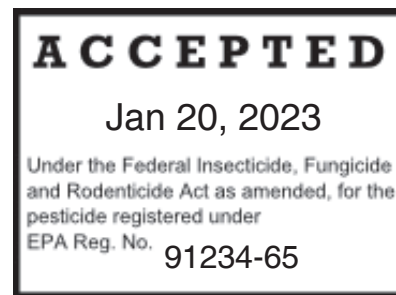 ACCEPTED
Jan 20, 2023
Under the Federal Insecticide, Fungicide
and Rodenticide Act as amended, for the
pesticide registered under
EPA Reg. No. 91234-65